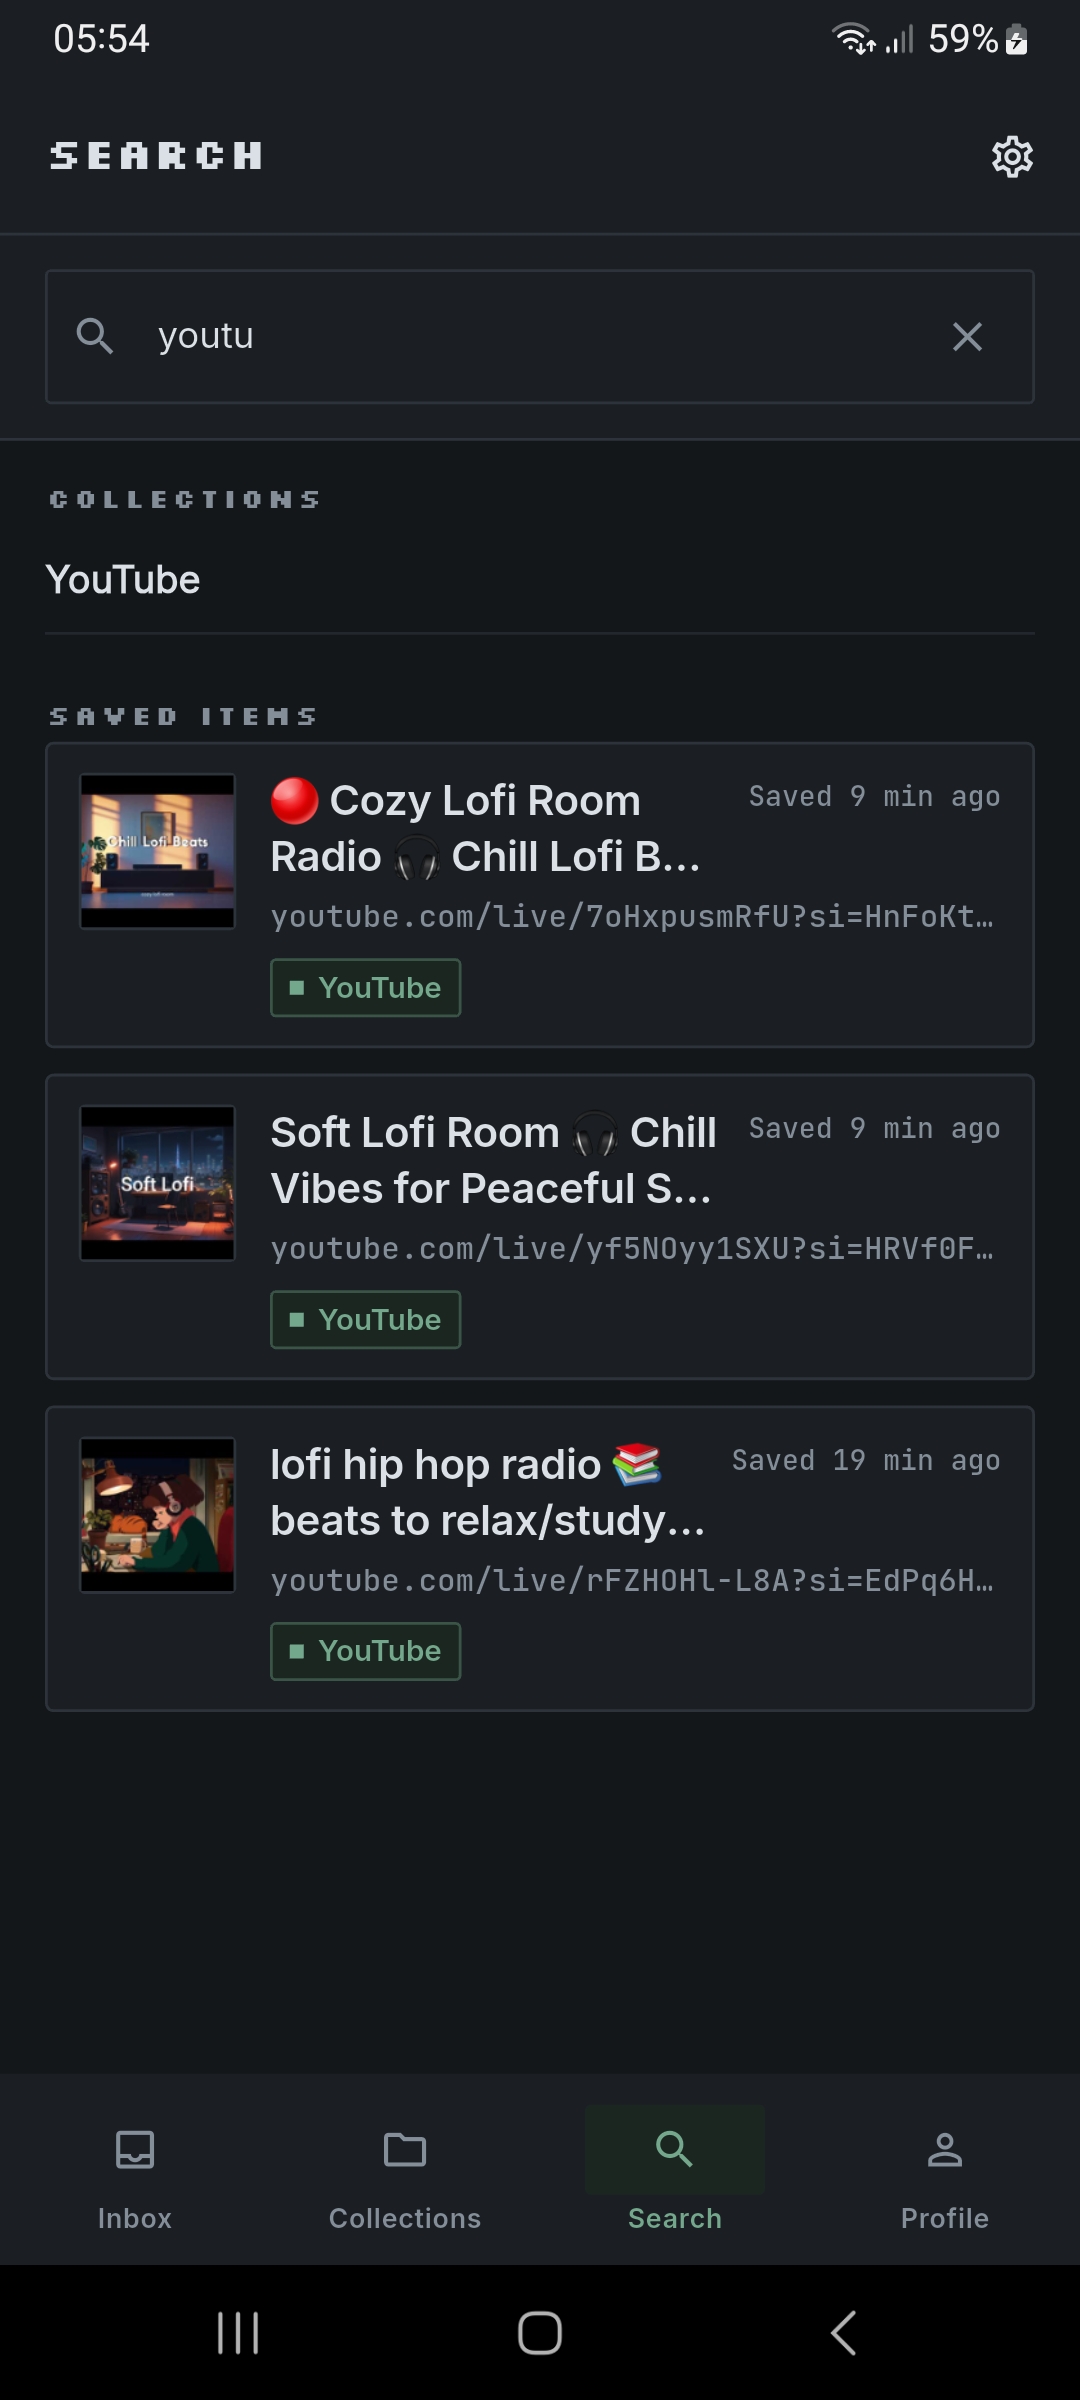 05:54
59%
SEARCH
youtu
COLLECTIONS
YouTube
SAVED ITEMS
Chill Lofi Beats
🔴 Cozy Lofi Room
Radio 🎧 Chill Lofi B...
Saved 9 min ago
youtube.com/live/7oHxpusmRfU?si=HnFoKt…
YouTube
Soft Lofi
Soft Lofi Room 🎧 Chill
Vibes for Peaceful S...
Saved 9 min ago
youtube.com/live/yf5NOyy1SXU?si=HRVf0F…
YouTube
lofi hip hop radio 📚
beats to relax/study...
Saved 19 min ago
youtube.com/live/rFZHOHl-L8A?si=EdPq6H…
YouTube
Inbox
Collections
Search
Profile